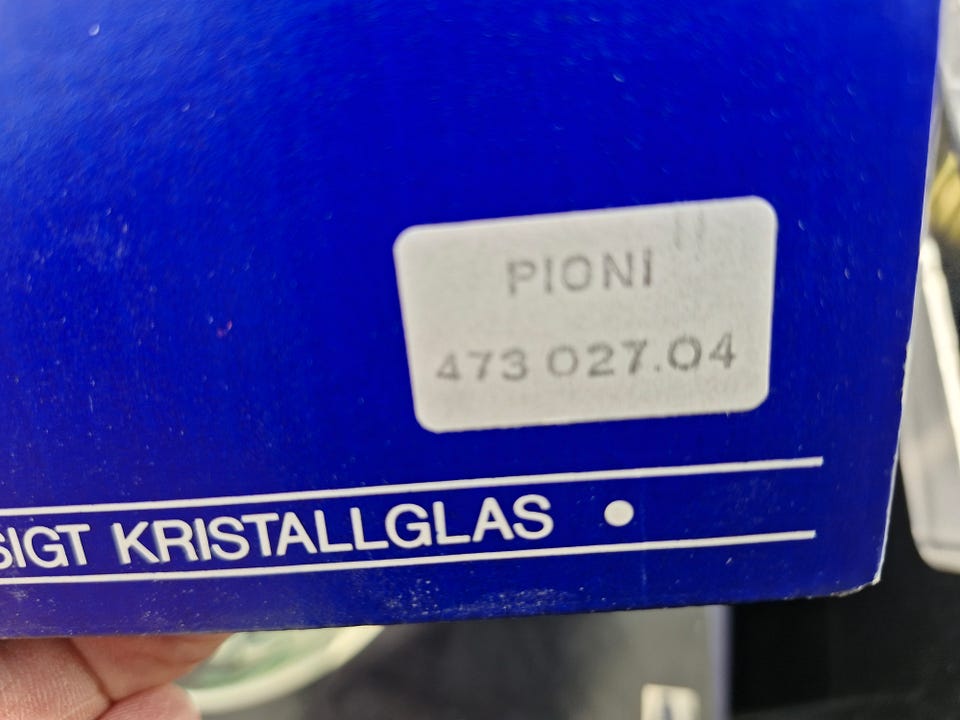 PIONI
473 027.04
SIGT KRISTALLGLAS •